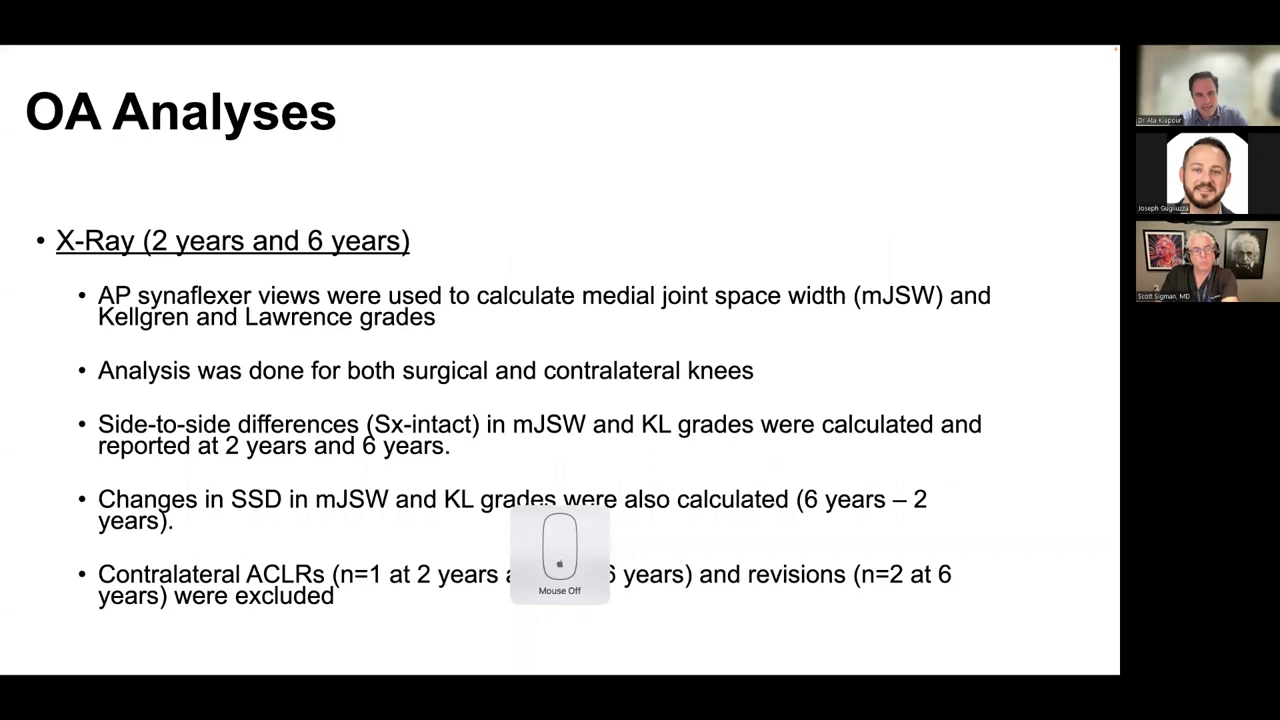 OA Analyses
• X-Ray (2 years and 6 years)
• AP synaflexer views were used to calculate medial joint space width (mJSW) and
Kellgren and Lawrence grades
• Analysis was done for both surgical and contralateral knees
• Side-to-side differences (Sx-intact) in mJSW and KL grades were calculated and
reported at 2 years and 6 years.
• Changes in SSD in mJSW and KL grades were also calculated (6 years – 2
years).
• Contralateral ACLRs (n=1 at 2 years 6 years) and revisions (n=2 at 6
years) were excluded
Mouse Off
Dr Ata Kiapour
Joseph Gugliuzza
Scott Sigman, MD